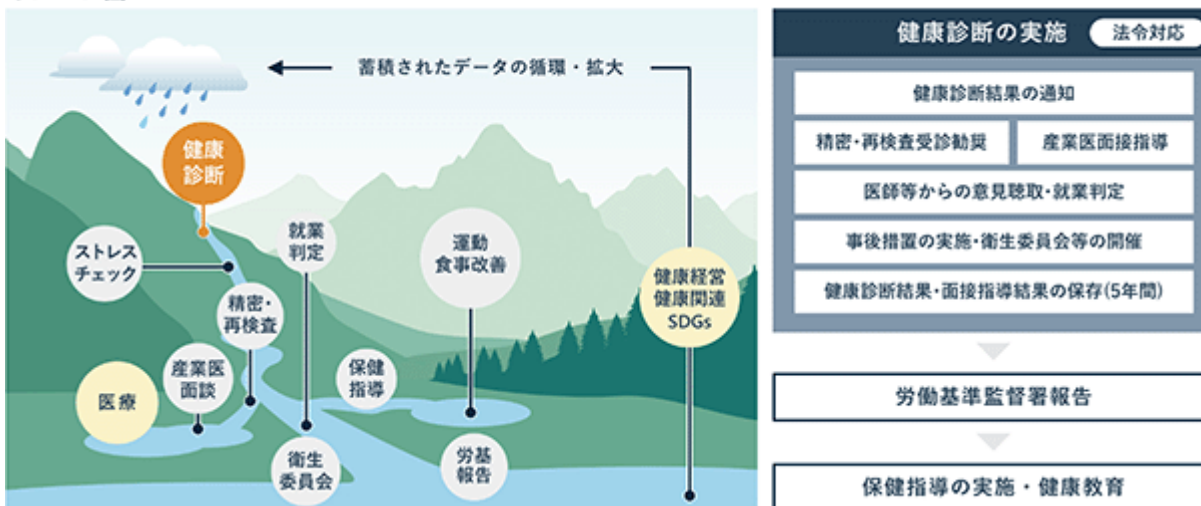 蓄積されたデータの循環・拡大
健康
診断
ストレス
チェック
就業
判定
運動
食事改善
健康経営
健康関連
SDGs
精密・
再検査
産業医
面談
保健
指導
医療
衛生
委員会
労基
報告
健康診断の実施
法令対応
健康診断結果の通知
精密・再検査受診勧奨
産業医面接指導
医師等からの意見聴取・就業判定
事後措置の実施・衛生委員会等の開催
健康診断結果・面接指導結果の保存(5年間)
労働基準監督署報告
保健指導の実施・健康教育